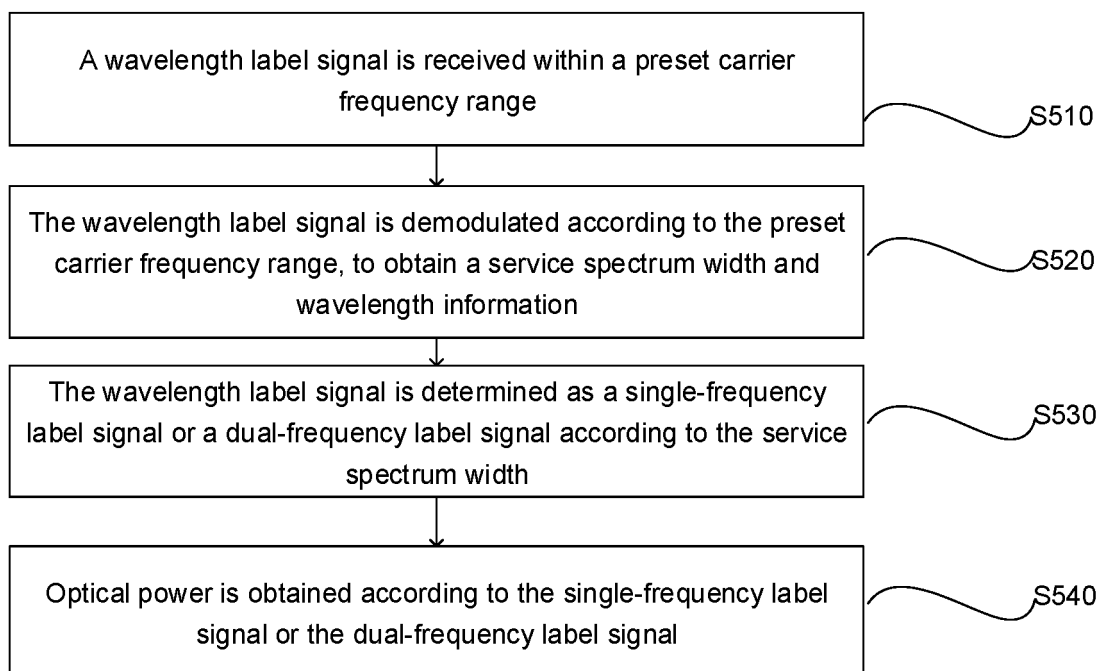 A wavelength label signal is received within a preset carrier
frequency range
S510
The wavelength label signal is demodulated according to the preset
carrier frequency range, to obtain a service spectrum width and
wavelength information
S520
The wavelength label signal is determined as a single-frequency
label signal or a dual-frequency label signal according to the service
spectrum width
S530
Optical power is obtained according to the single-frequency label
signal or the dual-frequency label signal
S540